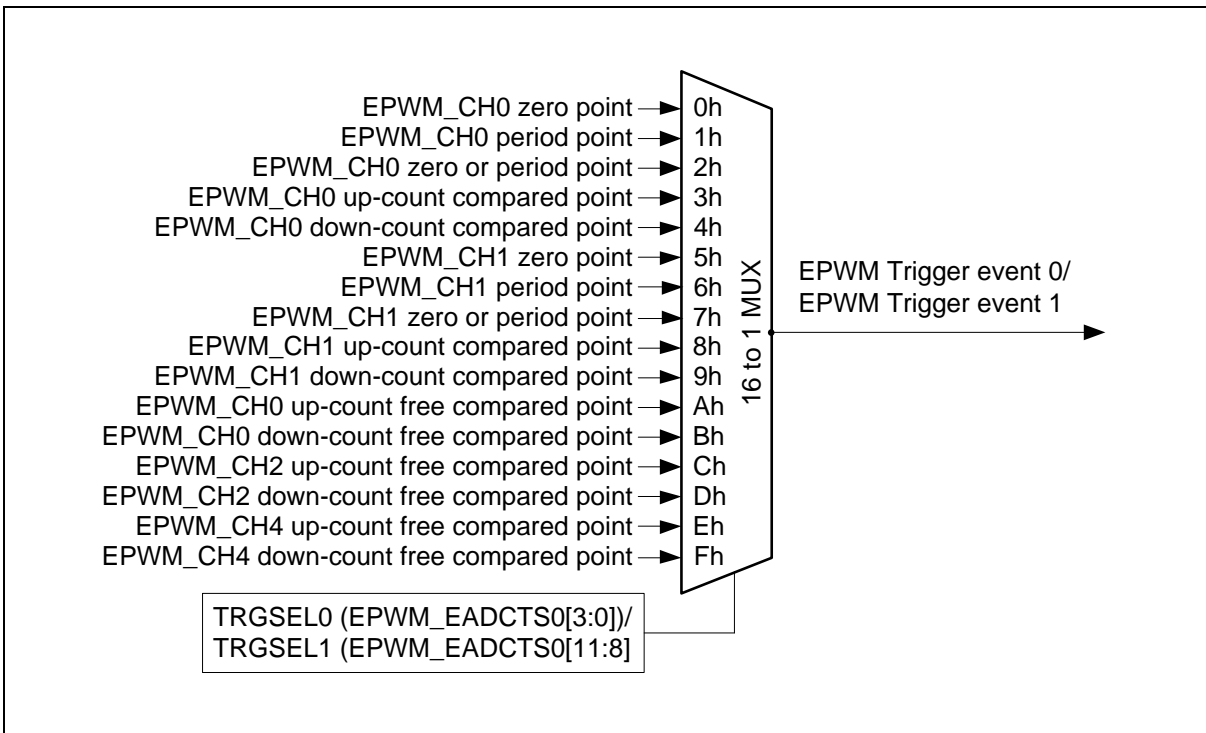 EPWM_CH0 zero point 0h
EPWM_CH0 period point 1h
EPWM_CH0 zero or period point 2h
EPWM_CH0 up-count compared point 3h
EPWM_CH0 down-count compared point 4h
EPWM_CH1 zero point 5h
EPWM_CH1 period point 6h
EPWM_CH1 zero or period point 7h
EPWM_CH1 up-count compared point 8h
EPWM_CH1 down-count compared point 9h
EPWM_CH0 up-count free compared point Ah
EPWM_CH0 down-count free compared point Bh
EPWM_CH2 up-count free compared point Ch
EPWM_CH2 down-count free compared point Dh
EPWM_CH4 up-count free compared point Eh
EPWM_CH4 down-count free compared point Fh
16 to 1 MUX
EPWM Trigger event 0/
EPWM Trigger event 1
TRGSEL0 (EPWM_EADCTS0[3:0])/
TRGSEL1 (EPWM_EADCTS0[11:8]